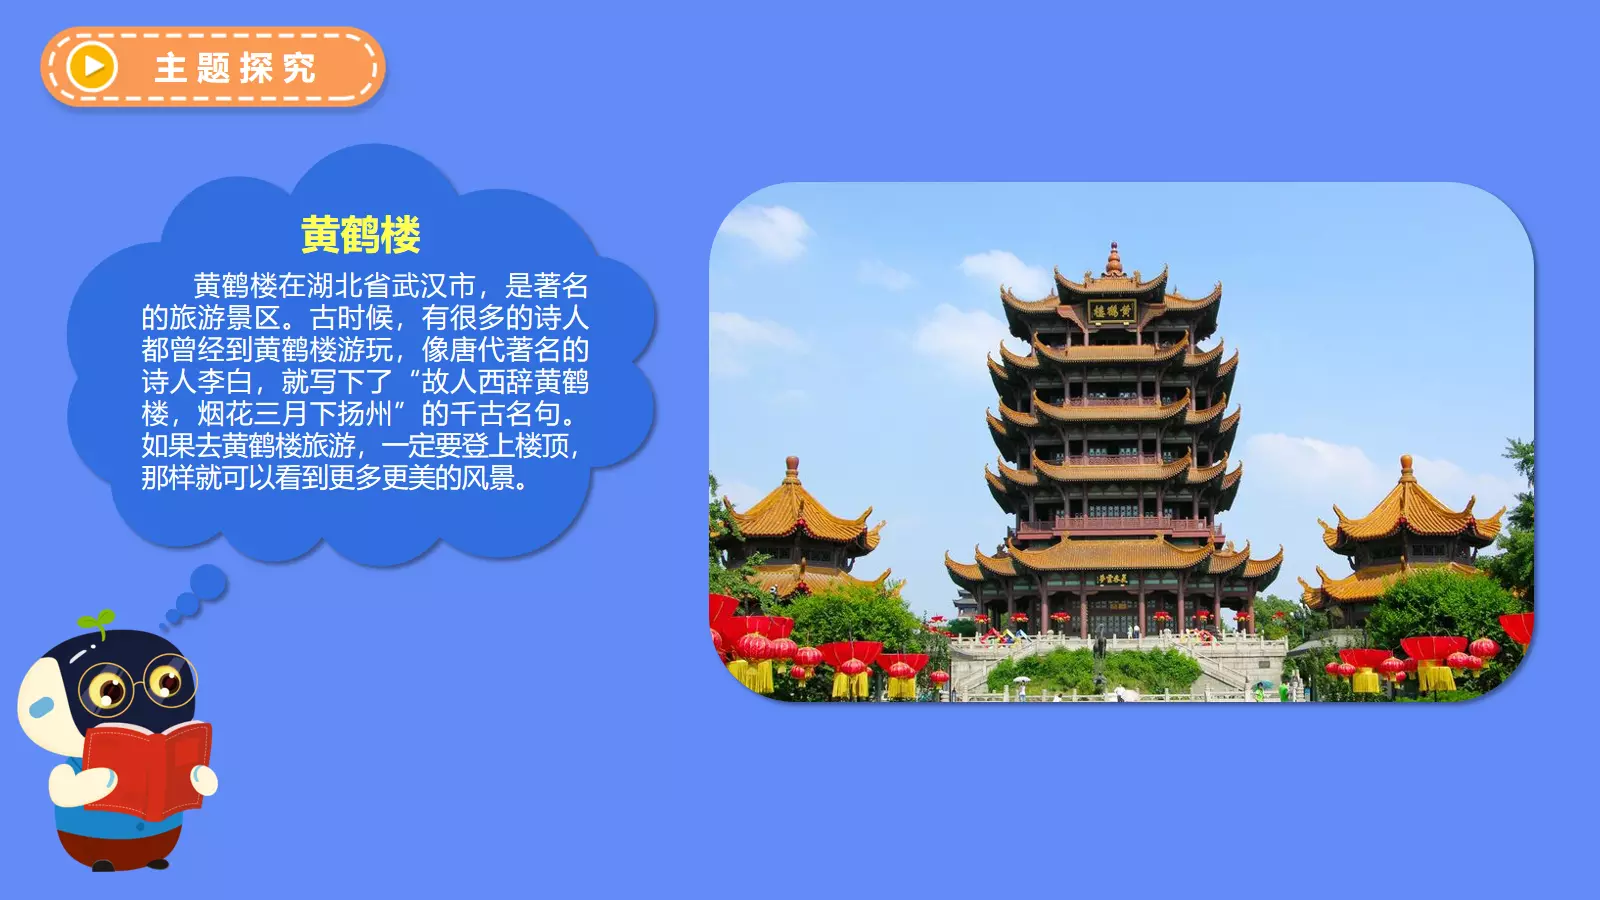 主题探究
黄鹤楼
黄鹤楼在湖北省武汉市，是著名
的旅游景区。古时候，有很多的诗人
都曾经到黄鹤楼游玩，像唐代著名的
诗人李白，就写下了“故人西辞黄鹤
楼，烟花三月下扬州”的千古名句。
如果去黄鹤楼旅游，一定要登上楼顶，
那样就可以看到更多更美的风景。
楼鹤黄